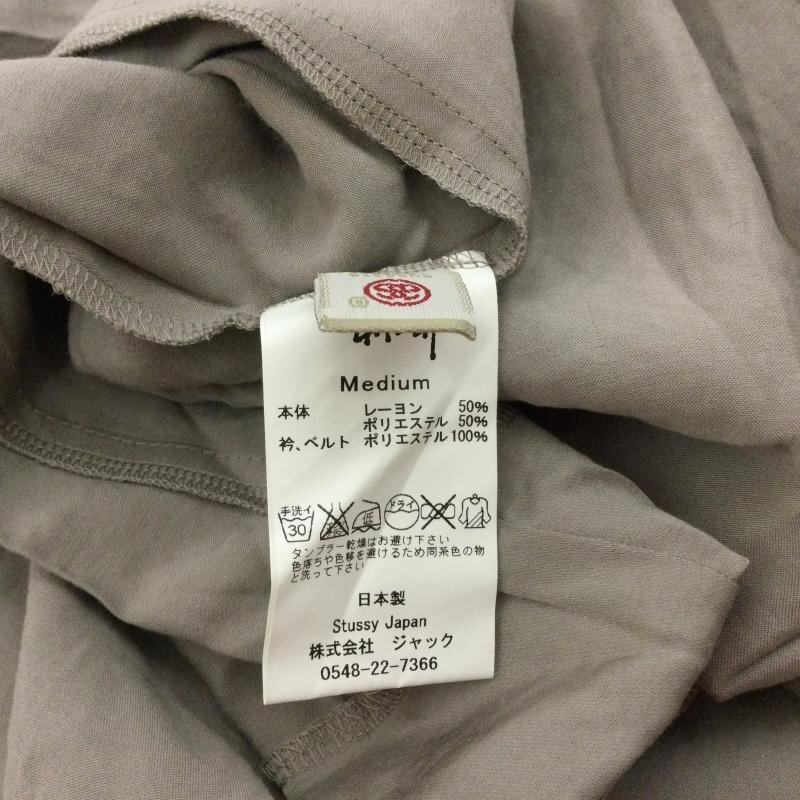 Medium
本体 レーヨン 50%
ポリエステル 50%
衿、ベルト ポリエステル 100%
手洗イ 30 低 ドライ
タンブラー乾燥はお避け下さい
色落ちや色移を避けるため同系色の物
と洗って下さい
日本製
Stussy Japan
株式会社 ジャック
0548-22-7366